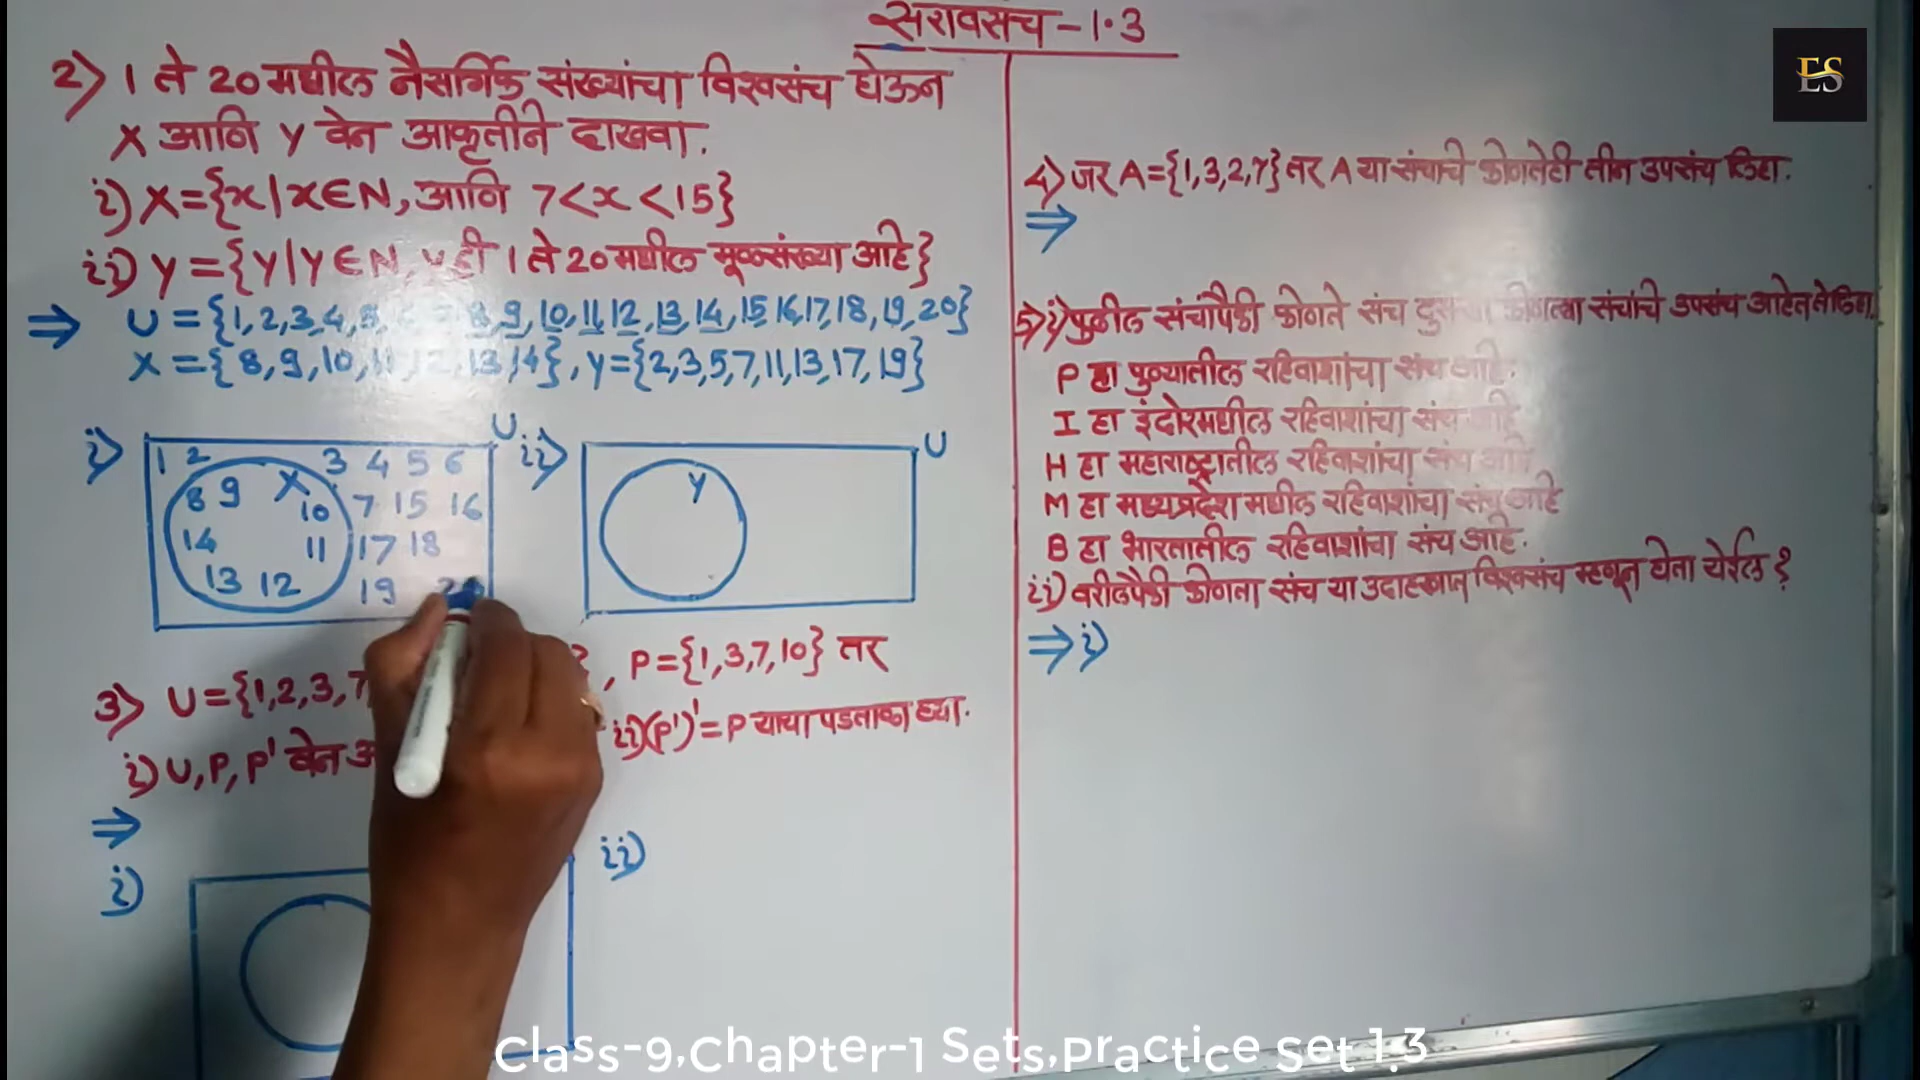 सरावसंच - 1.3
2) 1 ते 20 मधील नैसर्गिक संख्यांचा विश्वसंच घेऊन
X आणि Y वेन आकृतीने दाखवा.
i) X = {x | x ∈ N, आणि 7 < x < 15}
ii) Y = {Y | Y ∈ N, Y ही 1 ते 20 मधील मूळसंख्या आहे}
⇒ U = {1, 2, 3, 4, 5, 8, 9, 10, 11, 12, 13, 14, 15, 16, 17, 18, 19, 20}
X = {8, 9, 10, 11, 12, 13, 14}, Y = {2, 3, 5, 7, 11, 13, 17, 19}
i) U
1 2 3 4 5 6
8 9 X 10 7 15 16
14 11 17 18
13 12 19 20
ii) U
Y
3) U = {1, 2, 3, 7 }, P = {1, 3, 7, 10} तर
i) U, P, P' वेन ii) (P')' = P याचा पडताळा घ्या.
⇒
i) ii)
4) जर A = {1, 3, 2, 7} तर A या संचाचे कोणतेही तीन उपसंच लिहा.
⇒
5) i) पुढील संचांपैकी कोणते संच दुसऱ्या कोणत्या संचांचे उपसंच आहेत ते लिहा.
P हा पुण्यातील रहिवाशांचा संच आहे.
I हा इंदोरमधील रहिवाशांचा संच आहे
H हा महाराष्ट्रातील रहिवाशांचा संच आहे
M हा मध्यप्रदेशमधील रहिवाशांचा संच आहे
B हा भारतातील रहिवाशांचा संच आहे.
ii) वरीलपैकी कोणता संच या उदाहरणात विश्वसंच म्हणून घेता येईल ?
⇒ i)
ES
Class-9,Chapter-1 Sets,practice set 1.3